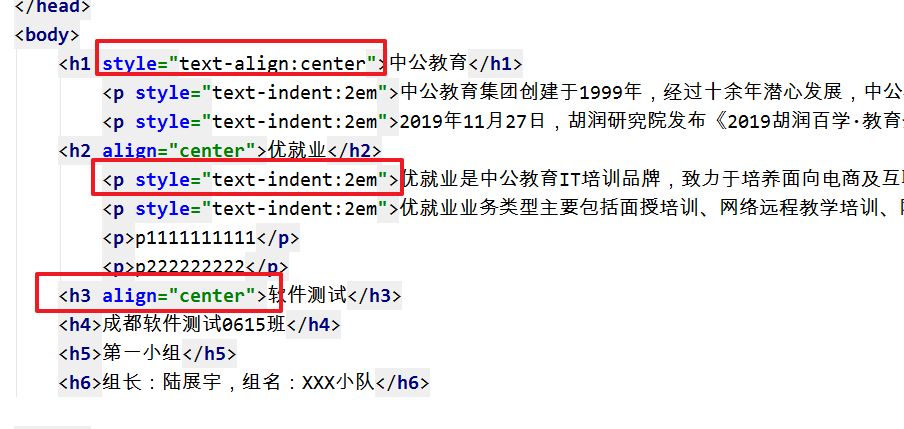 </head>
<body>
<h1 style="text-align:center">中公教育</h1>
<p style="text-indent:2em">中公教育集团创建于1999年，经过十余年潜心发展，中公
<p style="text-indent:2em">2019年11月27日，胡润研究院发布《2019胡润百学·教育
<h2 align="center">优就业</h2>
<p style="text-indent:2em">优就业是中公教育IT培训品牌，致力于培养面向电商及互
<p style="text-indent:2em">优就业业务类型主要包括面授培训、网络远程教学培训、
<p>p1111111111</p>
<p>p222222222</p>
<h3 align="center">软件测试</h3>
<h4>成都软件测试0615班</h4>
<h5>第一小组</h5>
<h6>组长：陆展宇，组名：XXX小队</h6>